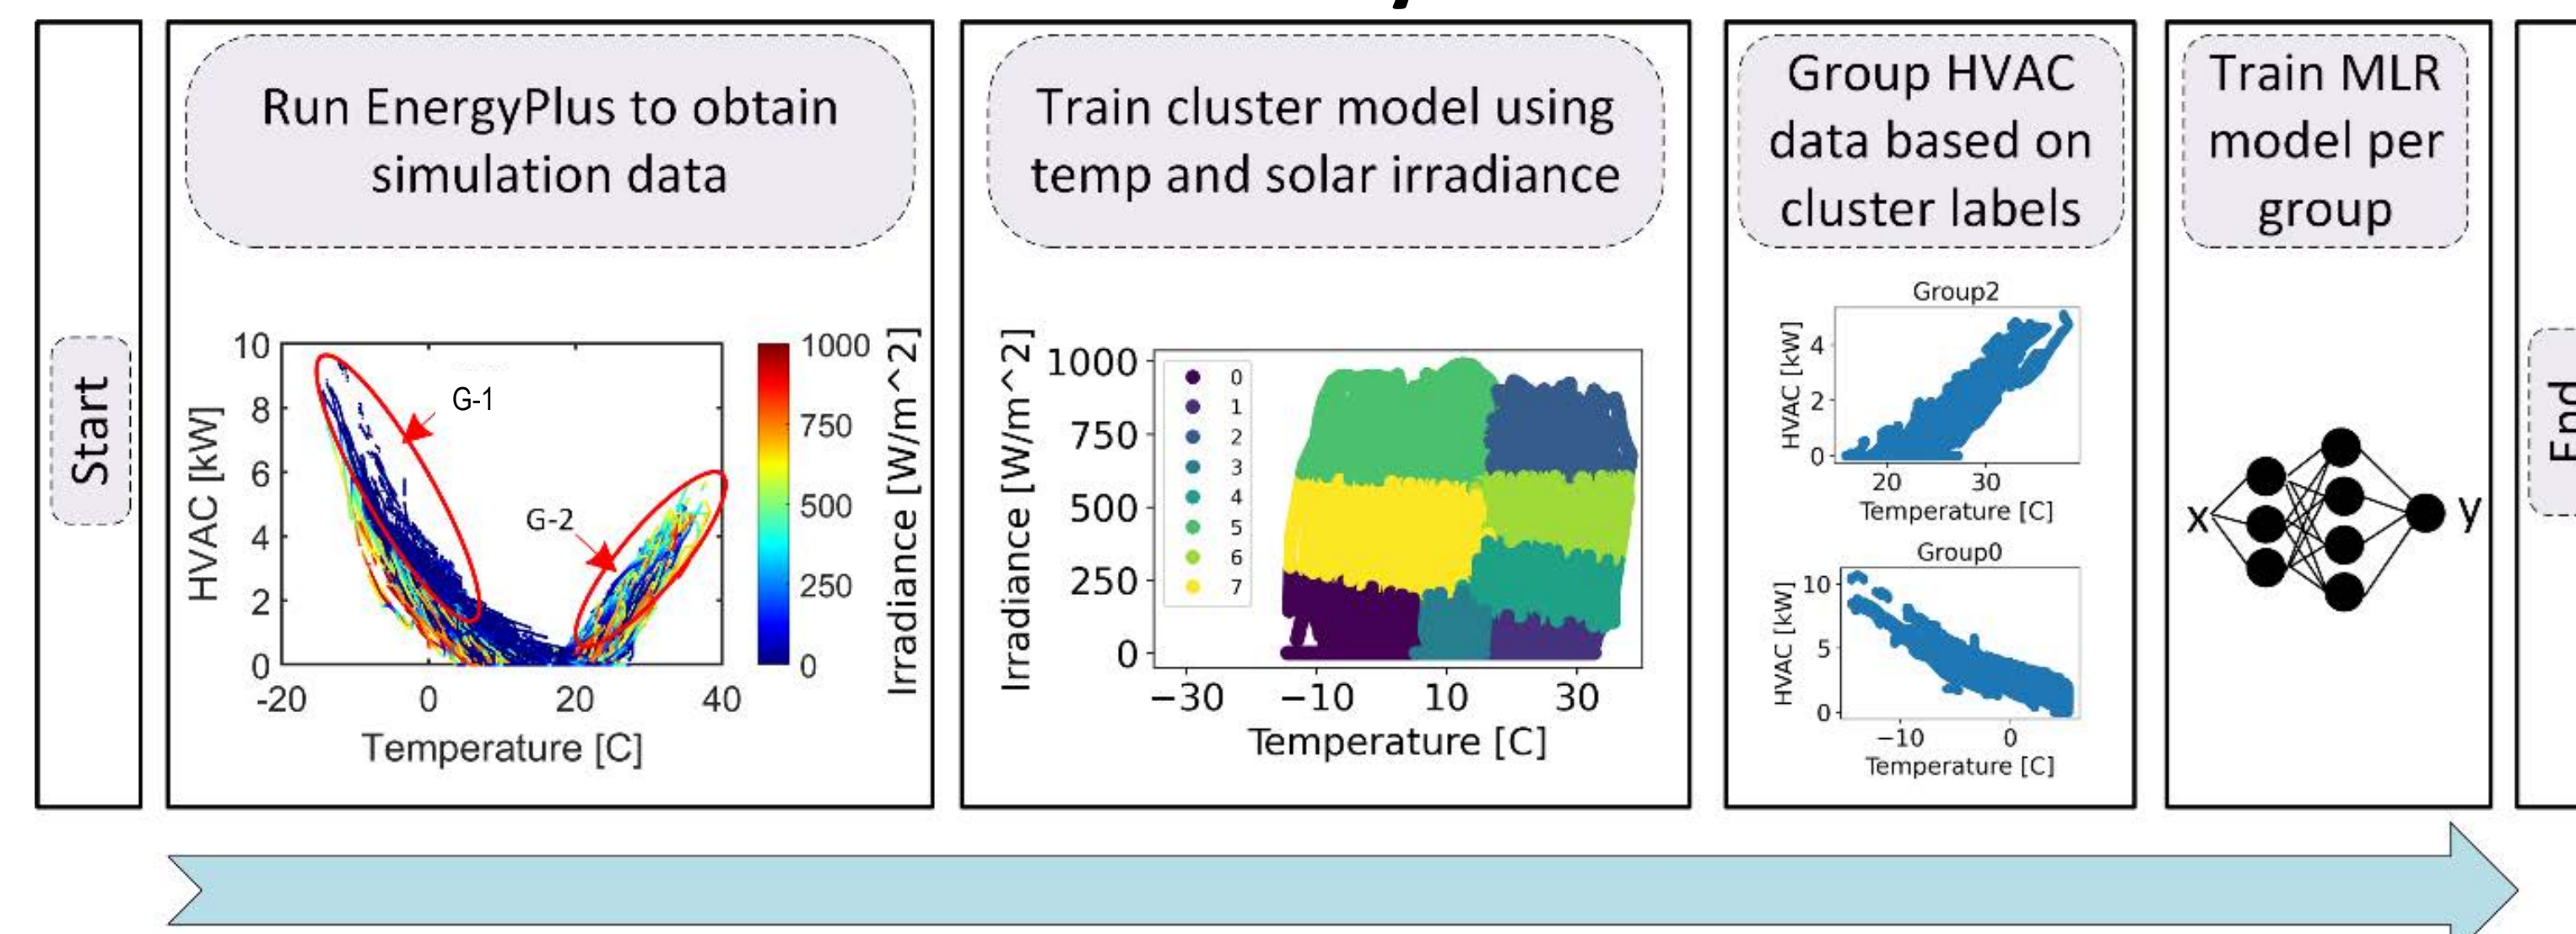 Start
Run EnergyPlus to obtain
simulation data
HVAC [kW]
10
8
6
4
2
0
-20
0
20
40
Temperature [C]
G-1
G-2
1000
750
500
250
0
Irradiance [W/m^2]
Train cluster model using
temp and solar irradiance
Irradiance [W/m^2]
1000
750
500
250
0
0
1
2
3
4
5
6
7
−30
−10
10
30
Temperature [C]
Group HVAC
data based on
cluster labels
Group2
HVAC [kW]
4
2
0
20
30
Temperature [C]
Group0
HVAC [kW]
10
5
0
−10
0
Temperature [C]
Train MLR
model per
group
x
y
End